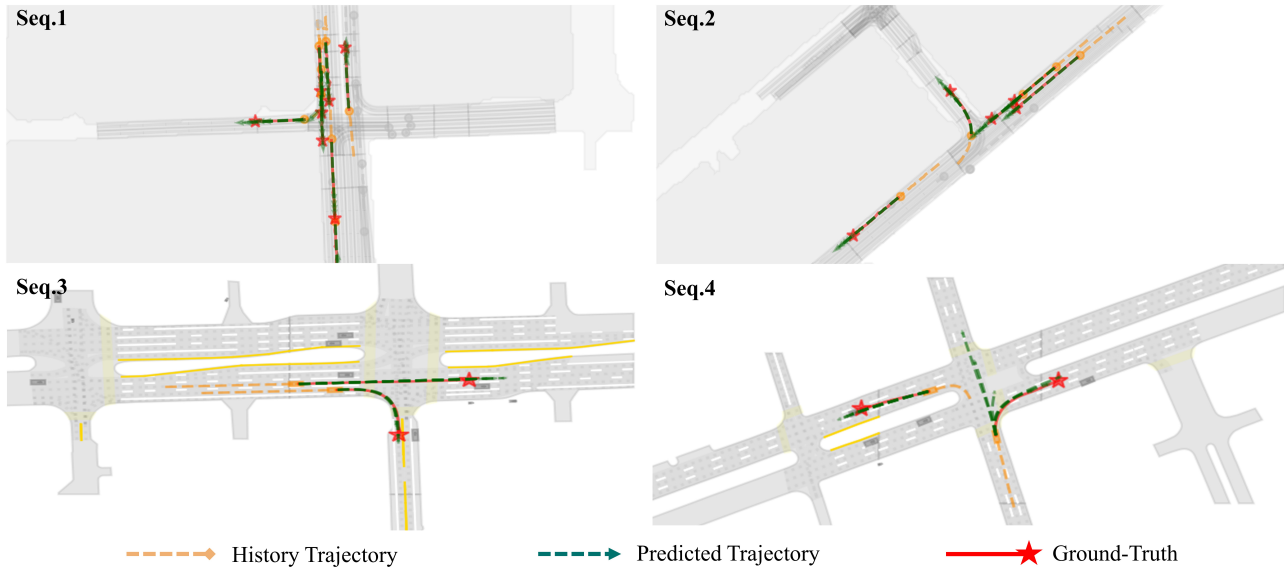 Seq.1
Seq.2
Seq.3
Seq.4
History Trajectory
Predicted Trajectory
Ground-Truth